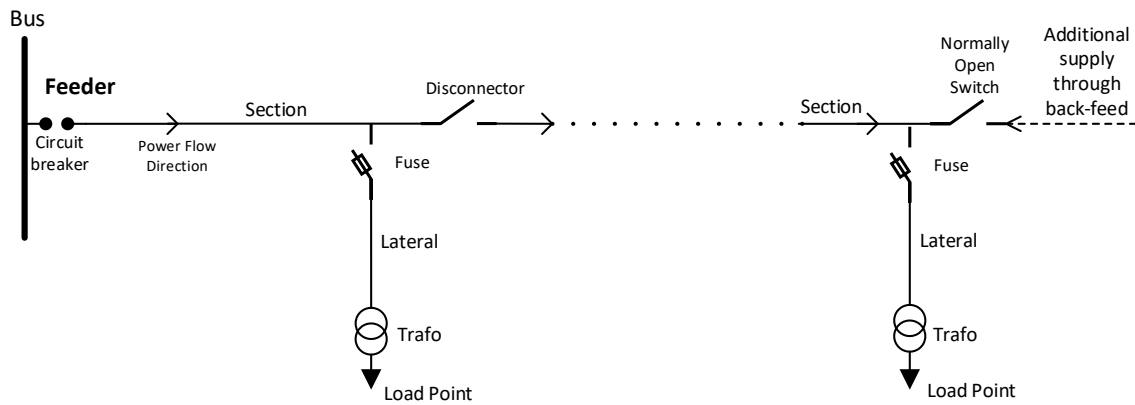 Bus
Feeder
Circuit
breaker
Power Flow
Direction
Section
Disconnector
Fuse
Lateral
Trafo
Load Point
Section
Normally
Open
Switch
Additional
supply
through
back-feed
Fuse
Lateral
Trafo
Load Point